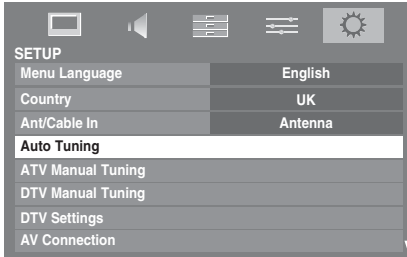 SETUP
Menu Language English
Country UK
Ant/Cable In Antenna
Auto Tuning
ATV Manual Tuning
DTV Manual Tuning
DTV Settings
AV Connection